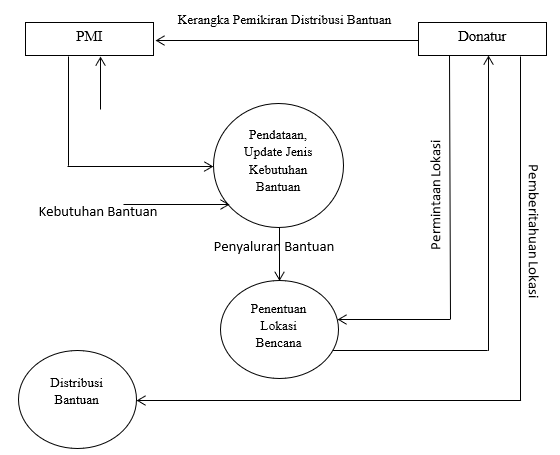 Kerangka Pemikiran Distribusi Bantuan
PMI
Donatur
Pendataan,
Update Jenis
Kebutuhan
Bantuan
Kebutuhan Bantuan
Permintaan Lokasi
Pemberitahuan Lokasi
Penyaluran Bantuan
Penentuan
Lokasi
Bencana
Distribusi
Bantuan